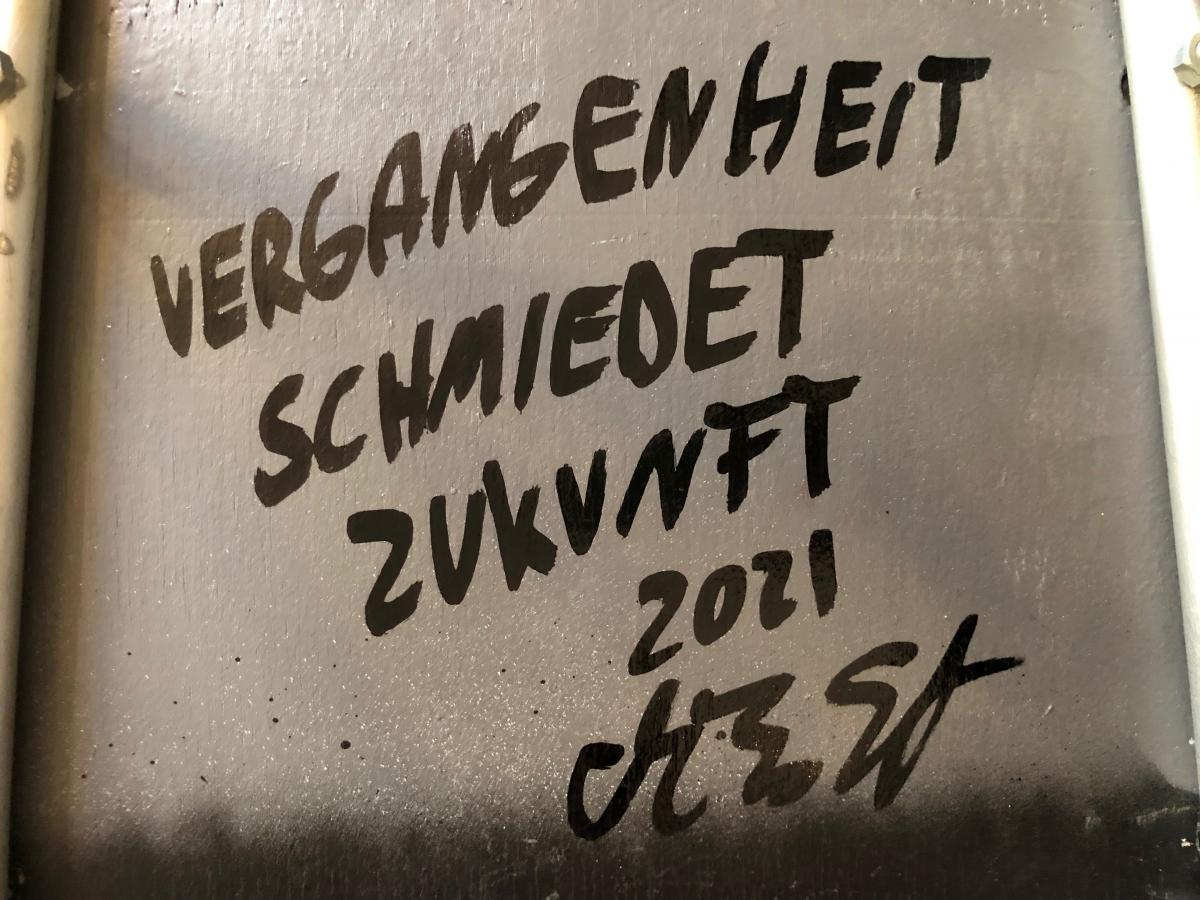 VERGANGENHEIT
SCHMIEDET
ZUKUNFT
2021